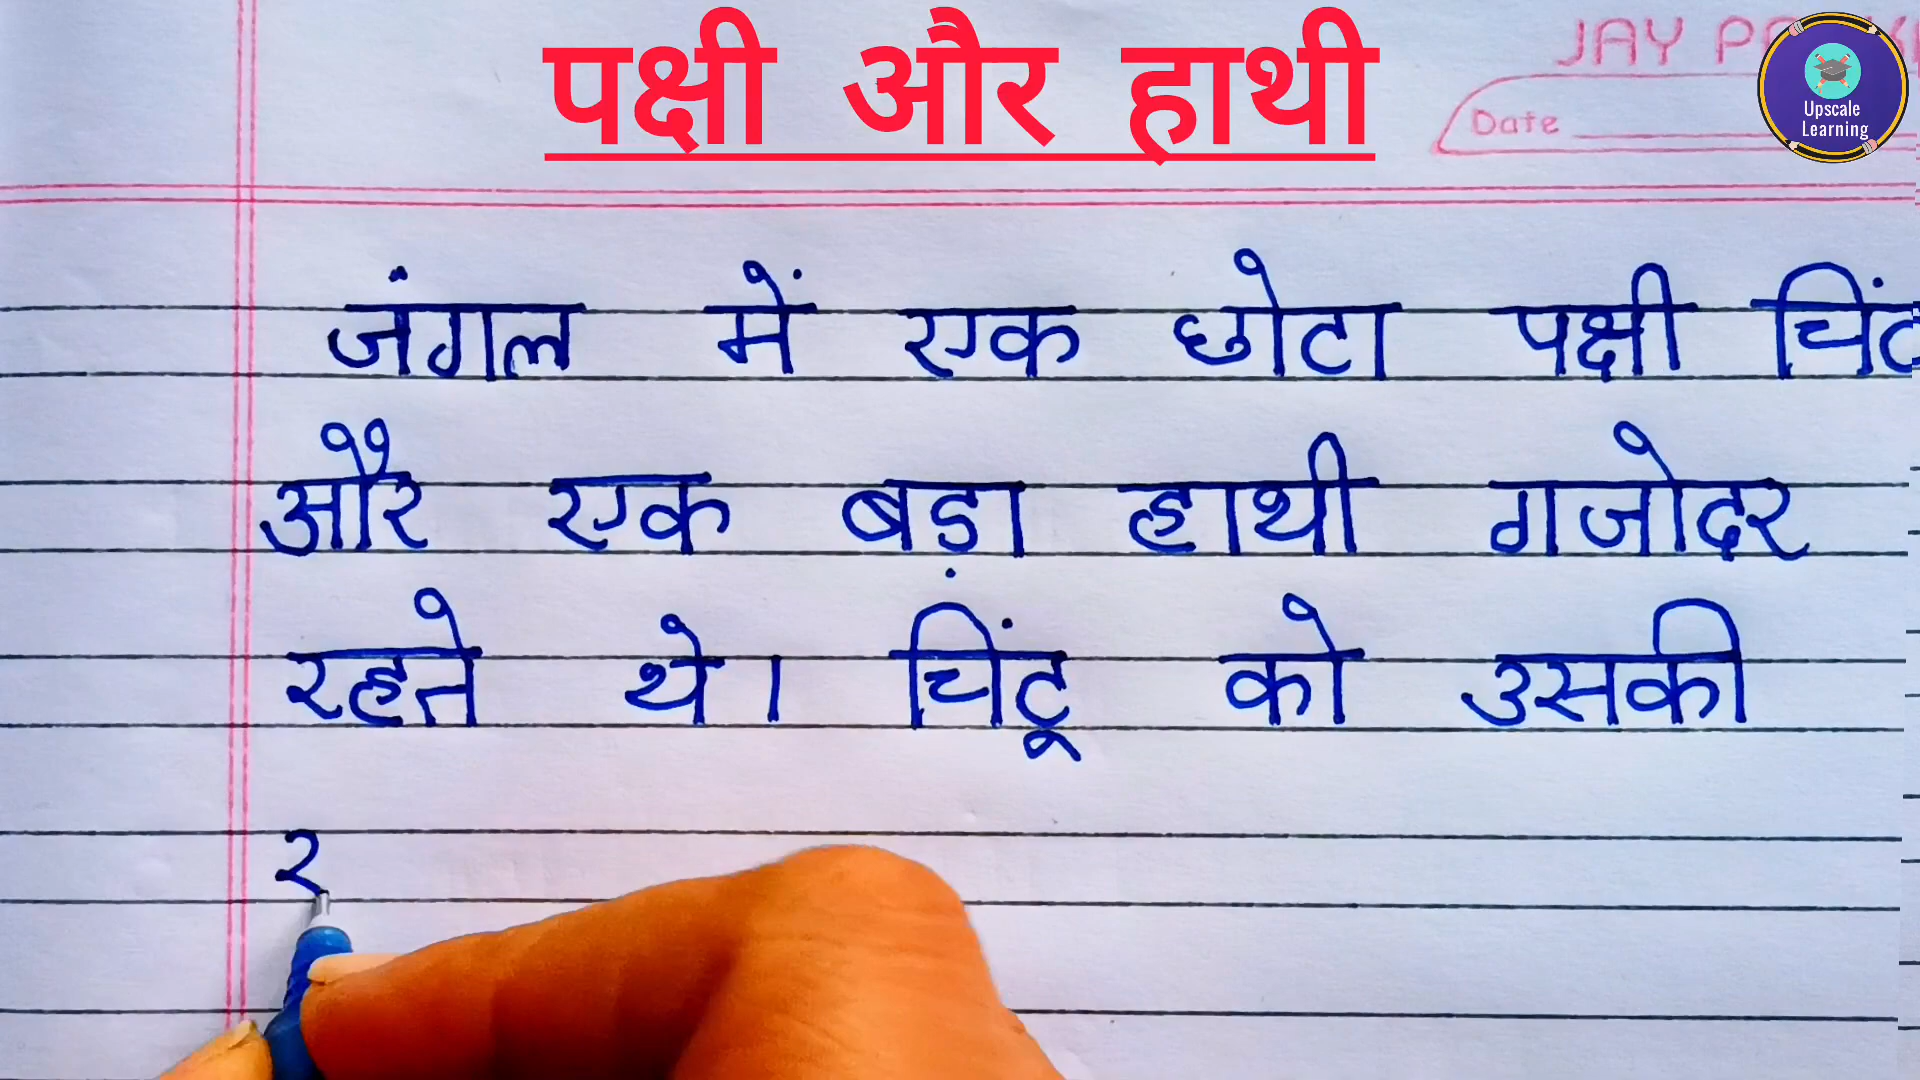 पक्षी और हाथी
JAY
Date
Upscale
Learning
जंगल में एक छोटा पक्षी
और एक बड़ा हाथी गजोदर
रहते थे। चिंटू को उसकी
र